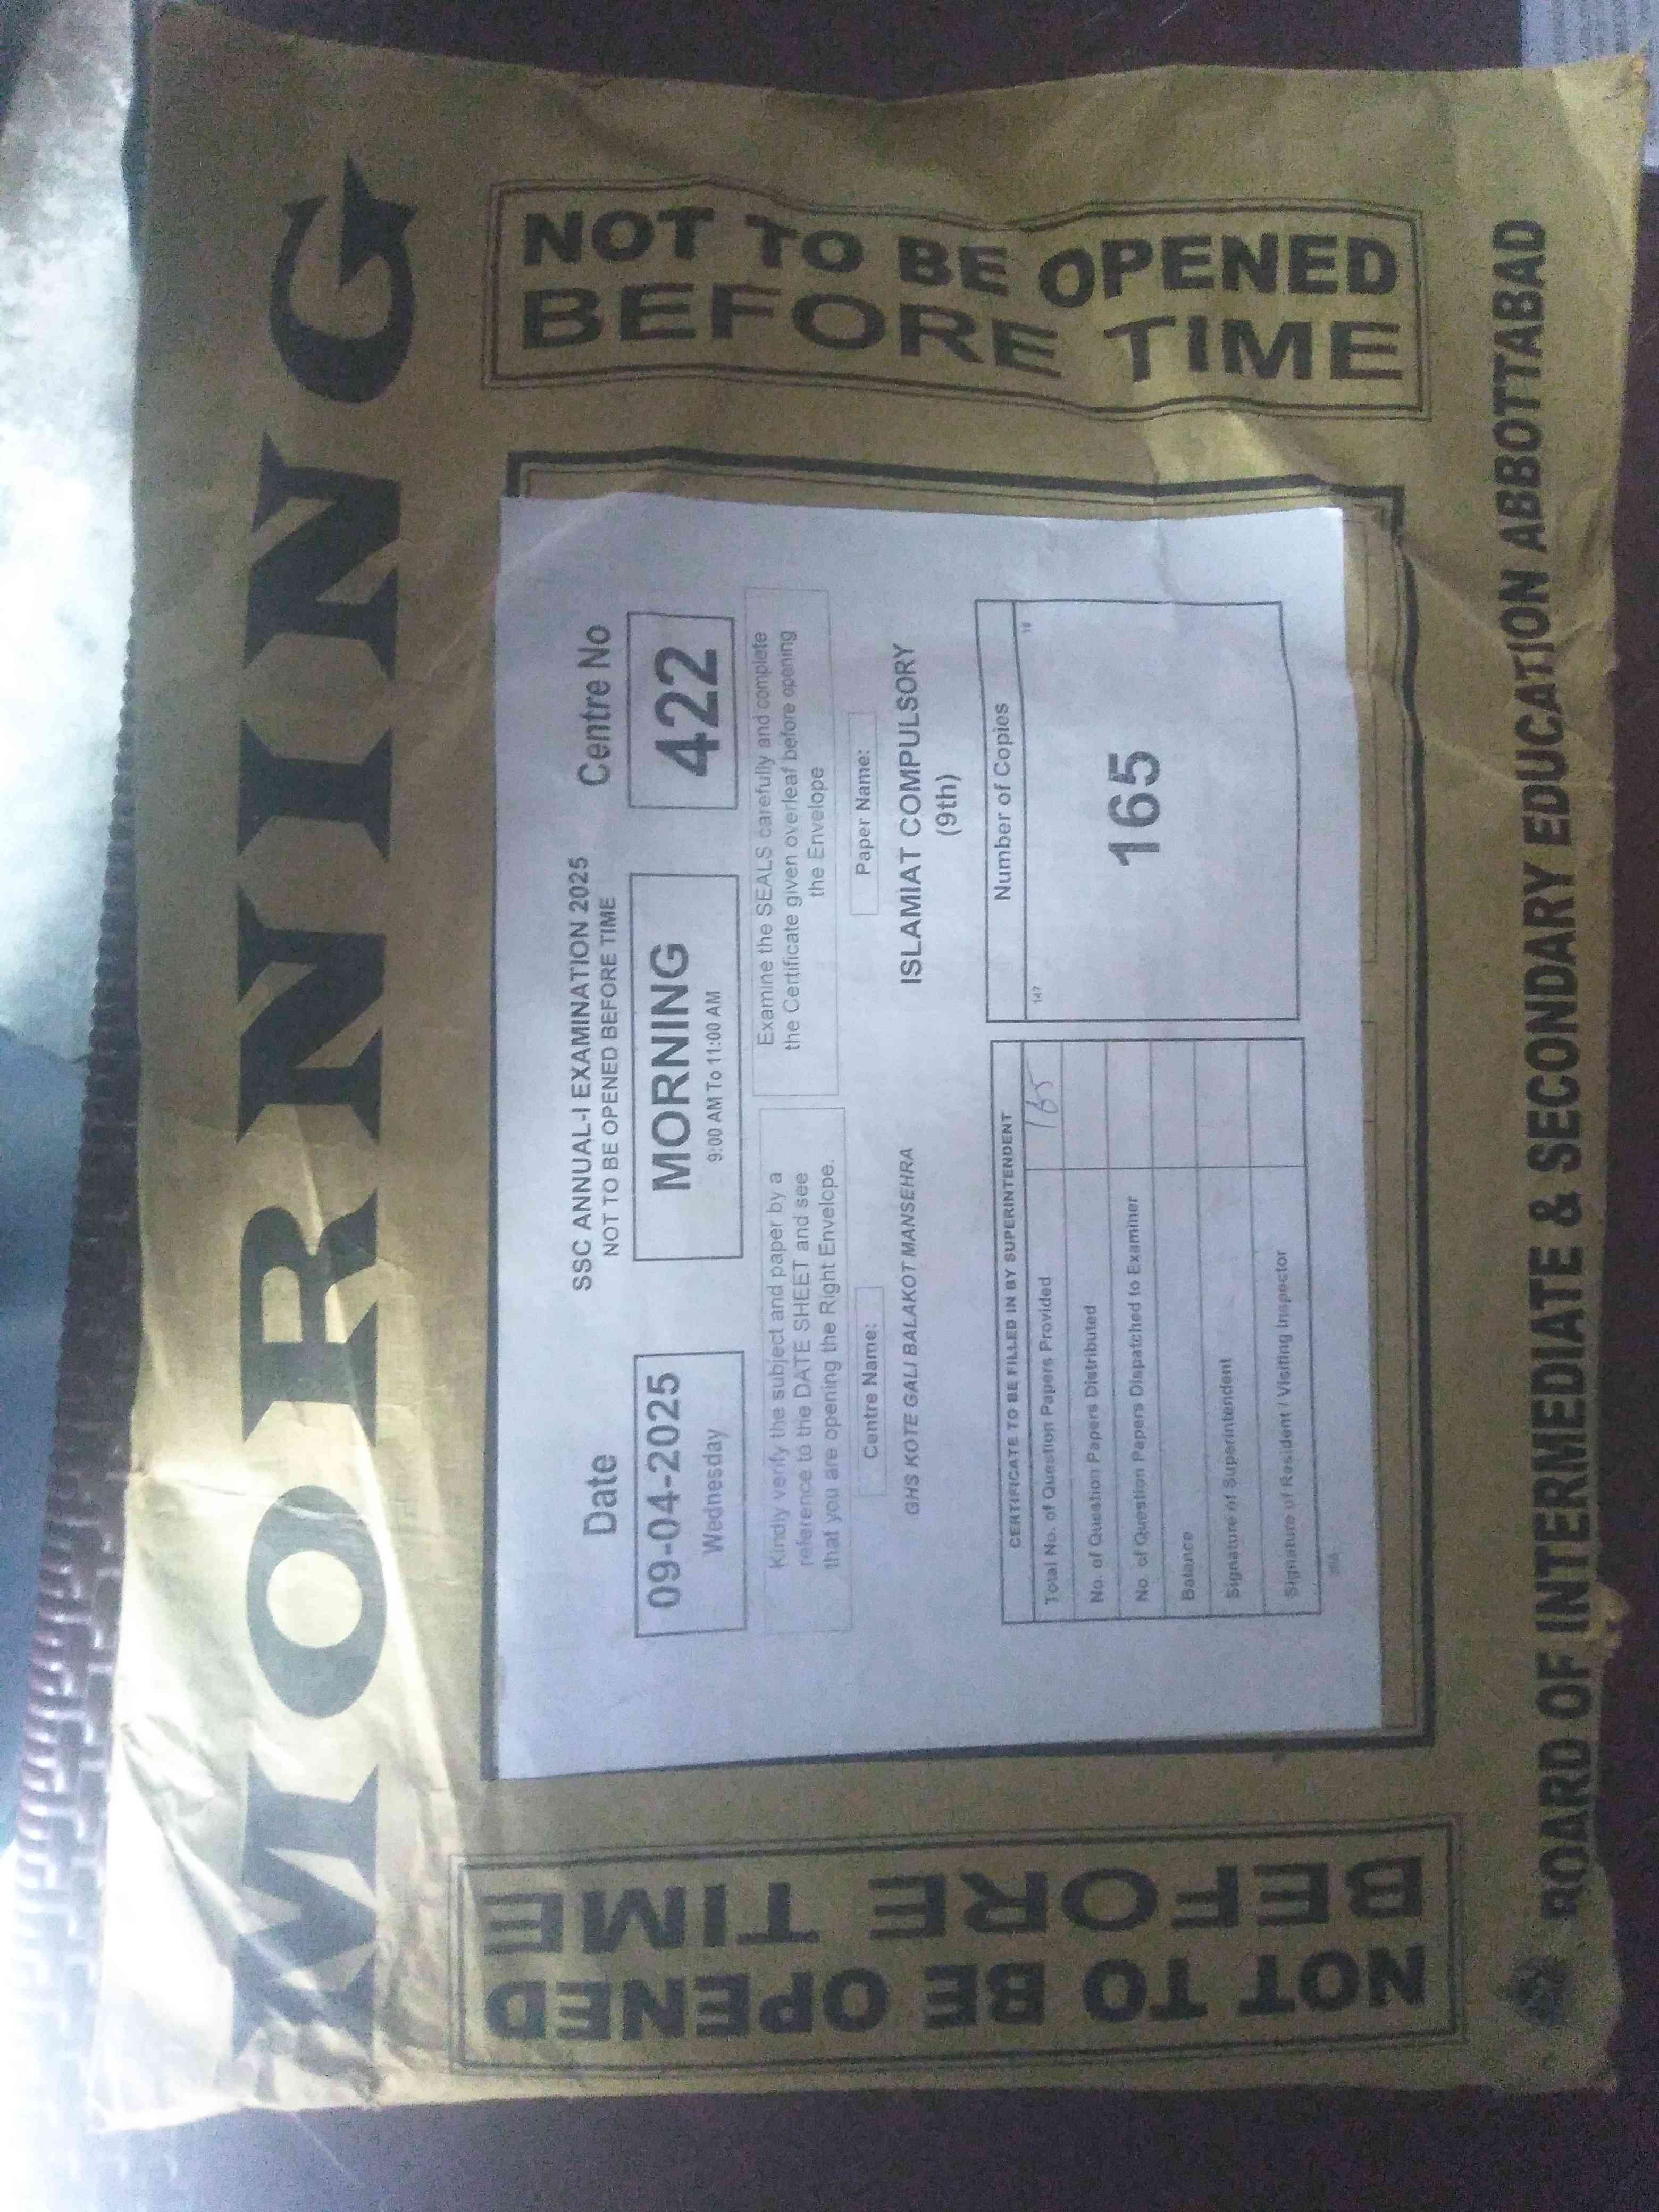 MORNING
NOT TO BE OPENED
BEFORE TIME
SSC ANNUAL-I EXAMINATION 2025
NOT TO BE OPENED BEFORE TIME
Date
09-04-2025
Wednesday
MORNING
9:00 AM To 11:00 AM
Centre No
422
Kindly verify the subject and paper by a
reference to the DATE SHEET and see
that you are opening the Right Envelope.
Examine the SEALS carefully and complete
the Certificate given overleaf before opening
the Envelope
Centre Name:
GHS KOTE GALI BALAKOT MANSEHRA
Paper Name:
ISLAMIAT COMPULSORY
(9th)
CERTIFICATE TO BE FILLED IN BY SUPERINTENDENT
Total No. of Question Papers Provided 165
No. of Question Papers Distributed
No. of Question Papers Dispatched to Examiner
Balance
Signature of Superintendent
Signature of Resident / Visiting Inspector
Number of Copies
147 18
165
NOT TO BE OPENED
BEFORE TIME
BOARD OF INTERMEDIATE & SECONDARY EDUCATION ABBOTTABAD